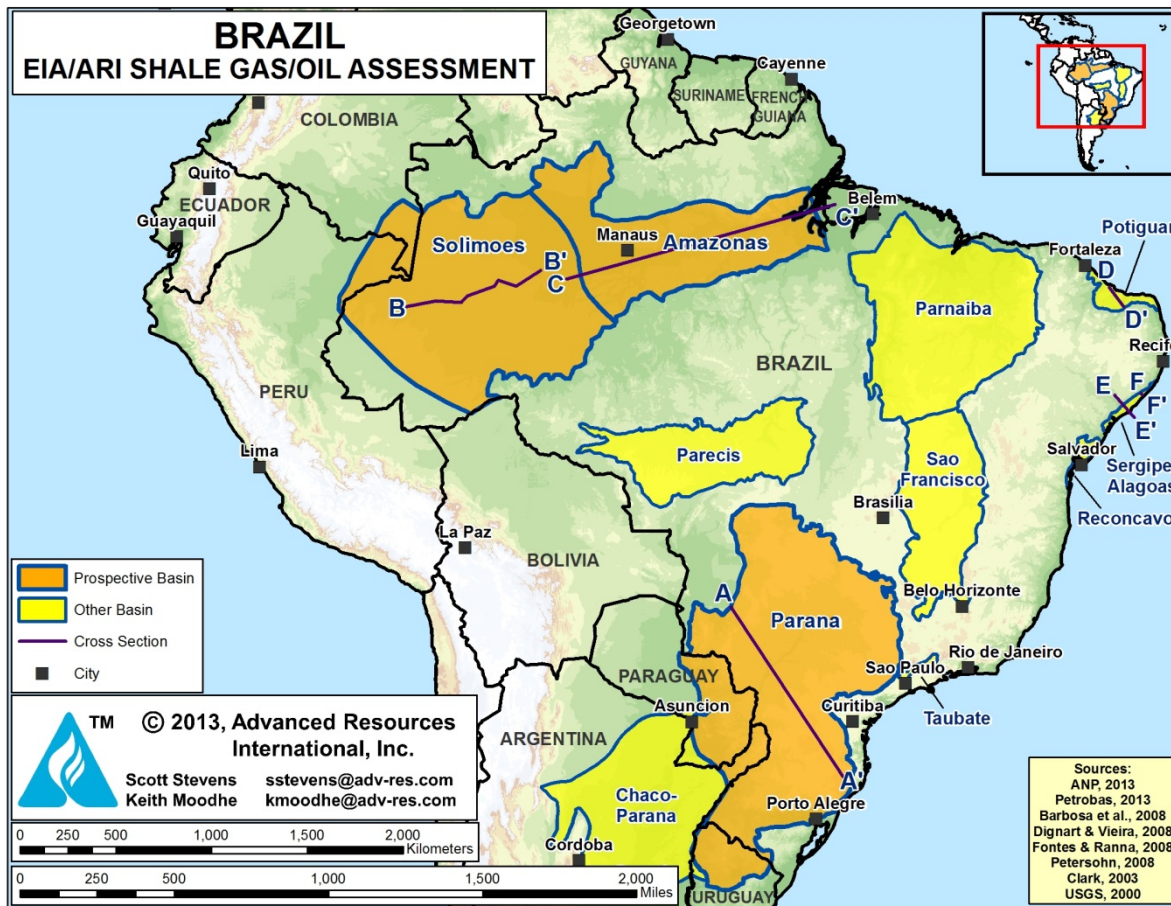 BRAZIL
EIA/ARI SHALE GAS/OIL ASSESSMENT
Georgetown
GUYANA
Cayenne
SURINAME
FRENCH
GUIANA
COLOMBIA
Quito
ECUADOR
Guayaquil
Belem
C'
Solimoes
Manaus
Amazonas
B'
C
B
Potiguar
Fortaleza
D
D'
Parnaiba
Recife
BRAZIL
PERU
E
F
F'
E'
Lima
Parecis
Sao
Francisco
Salvador
Sergipe
Alagoas
Reconcavo
Brasilia
La Paz
BOLIVIA
Belo Horizonte
A
Parana
Rio de Janeiro
Sao Paulo
Taubate
PARAGUAY
Asuncion
Curitiba
ARGENTINA
A'
Chaco-
Parana
Porto Alegre
Cordoba
URUGUAY
Prospective Basin
Other Basin
Cross Section
City
TM
© 2013, Advanced Resources
International, Inc.
Scott Stevens sstevens@adv-res.com
Keith Moodhe kmoodhe@adv-res.com
0 250 500 1,000 1,500 2,000
Kilometers
0 250 500 1,000 1,500 2,000
Miles
Sources:
ANP, 2013
Petrobas, 2013
Barbosa et al., 2008
Dignart & Vieira, 2008
Fontes & Ranna, 2008
Petersohn, 2008
Clark, 2003
USGS, 2000